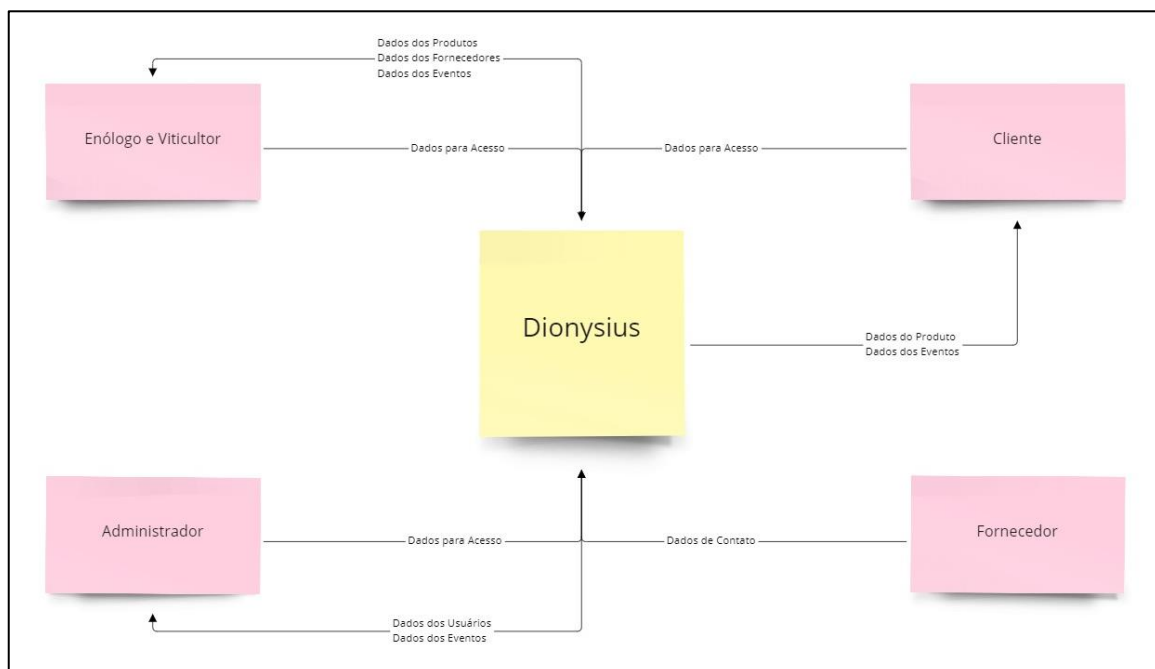 Dados dos Produtos
Dados dos Fornecedores
Dados dos Eventos
Enólogo e Viticultor
Dados para Acesso
Dados para Acesso
Cliente
Dionysius
Dados do Produto
Dados dos Eventos
Administrador
Dados para Acesso
Dados de Contato
Fornecedor
Dados dos Usuários
Dados dos Eventos